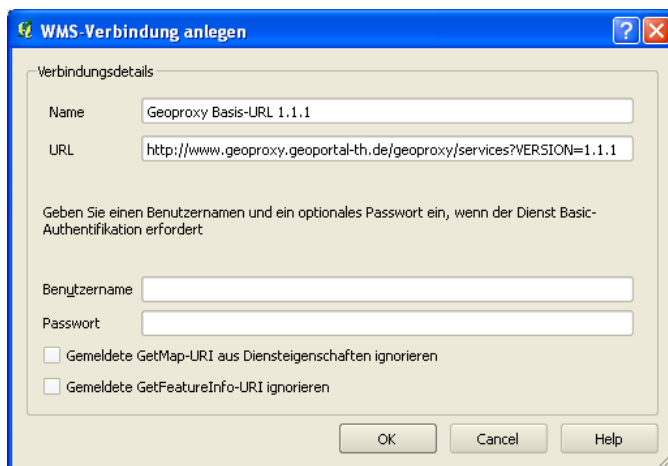 WMS-Verbindung anlegen
Verbindungsdetails
Name
Geoproxy Basis-URL 1.1.1
URL
http://www.geoproxy.geoportal-th.de/geoproxy/services?VERSION=1.1.1
Geben Sie einen Benutzernamen und ein optionales Passwort ein, wenn der Dienst Basic-
Authentifikation erfordert
Benutzername
Passwort
Gemeldete GetMap-URI aus Diensteigenschaften ignorieren
Gemeldete GetFeatureInfo-URI ignorieren
OK Cancel Help